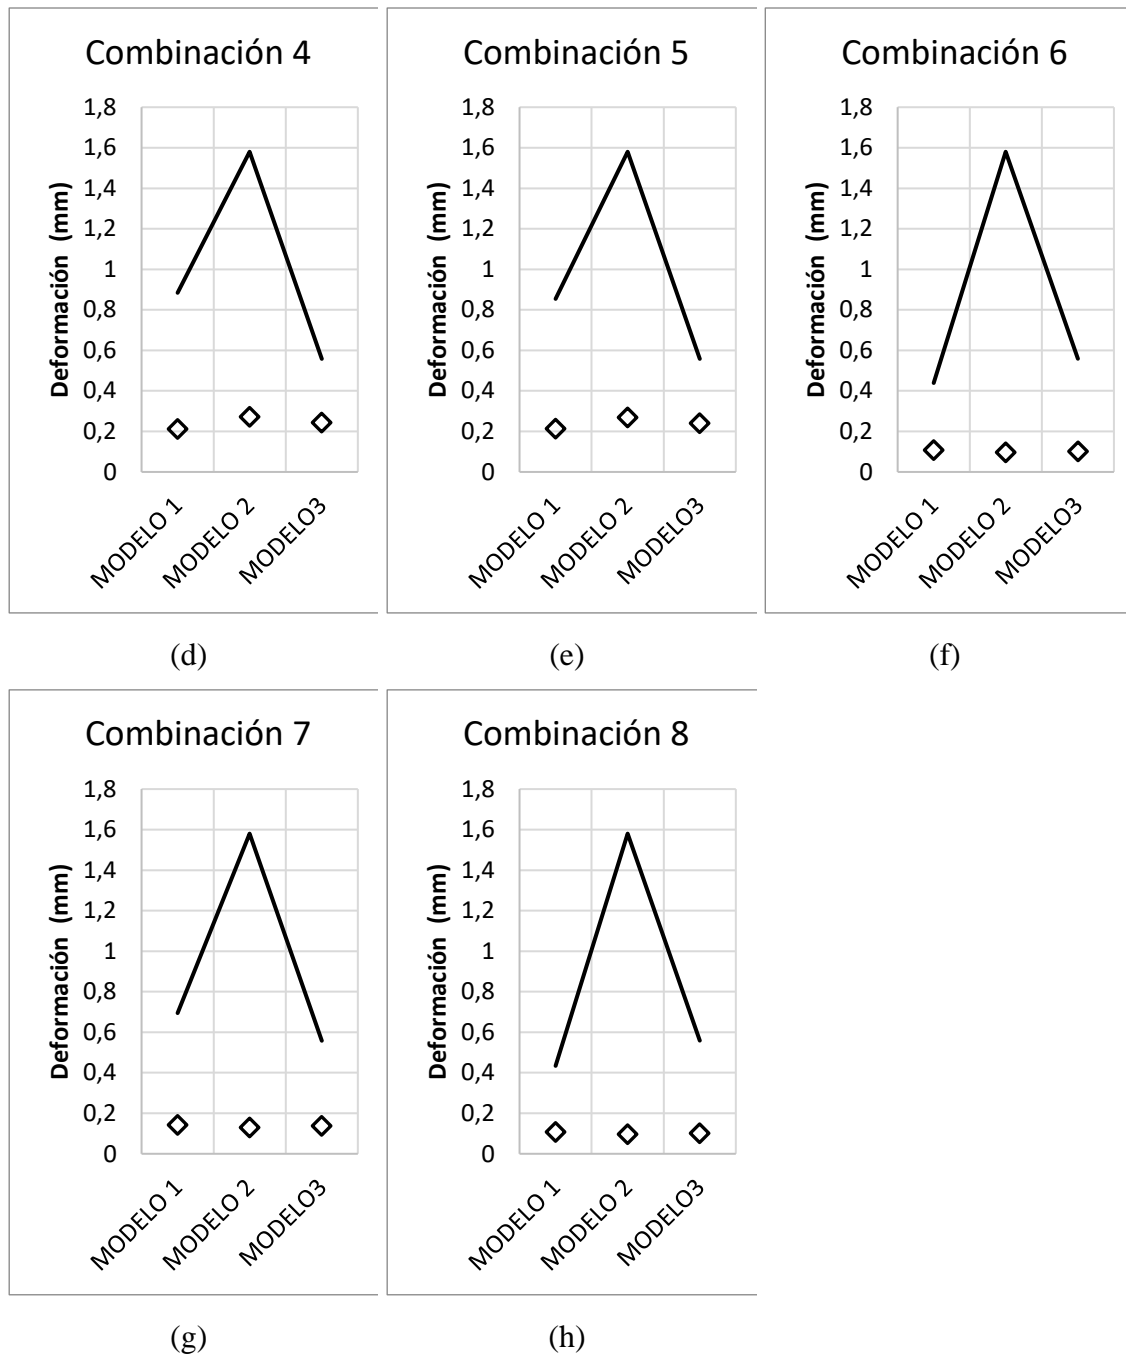 Combinación 4
Deformación (mm)
1,8
1,6
1,4
1,2
1
0,8
0,6
0,4
0,2
0
MODELO 1
MODELO 2
MODELO3
(d)
Combinación 5
Deformación (mm)
1,8
1,6
1,4
1,2
1
0,8
0,6
0,4
0,2
0
MODELO 1
MODELO 2
MODELO3
(e)
Combinación 6
Deformación (mm)
1,8
1,6
1,4
1,2
1
0,8
0,6
0,4
0,2
0
MODELO 1
MODELO 2
MODELO3
(f)
Combinación 7
Deformación (mm)
1,8
1,6
1,4
1,2
1
0,8
0,6
0,4
0,2
0
MODELO 1
MODELO 2
MODELO3
(g)
Combinación 8
Deformación (mm)
1,8
1,6
1,4
1,2
1
0,8
0,6
0,4
0,2
0
MODELO 1
MODELO 2
MODELO3
(h)